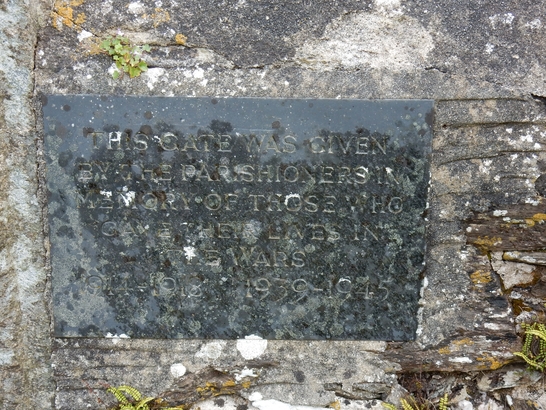 THIS GATE WAS GIVEN
BY THE PARISHIONERS IN
MEMORY OF THOSE WHO
GAVE THEIR LIVES IN
THE WARS
1914-1918 1939-1945